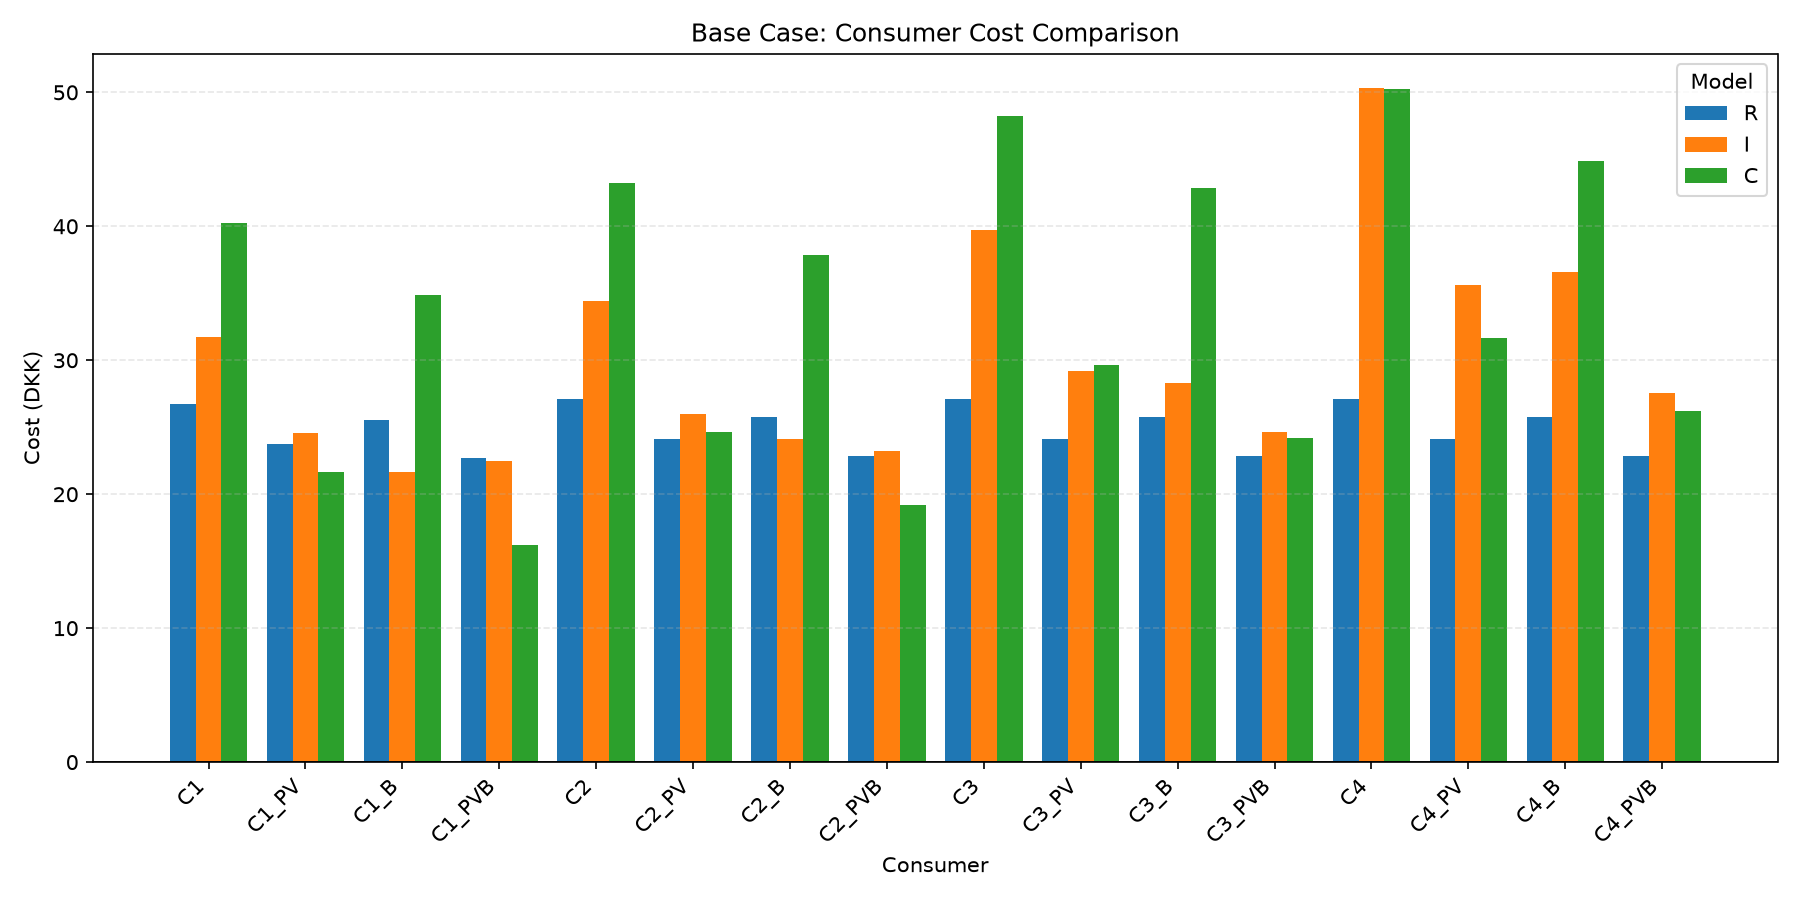 Base Case: Consumer Cost Comparison
Model
R
I
C
Cost (DKK)
50
40
30
20
10
0
C1
C1_PV
C1_B
C1_PVB
C2
C2_PV
C2_B
C2_PVB
C3
C3_PV
C3_B
C3_PVB
C4
C4_PV
C4_B
C4_PVB
Consumer